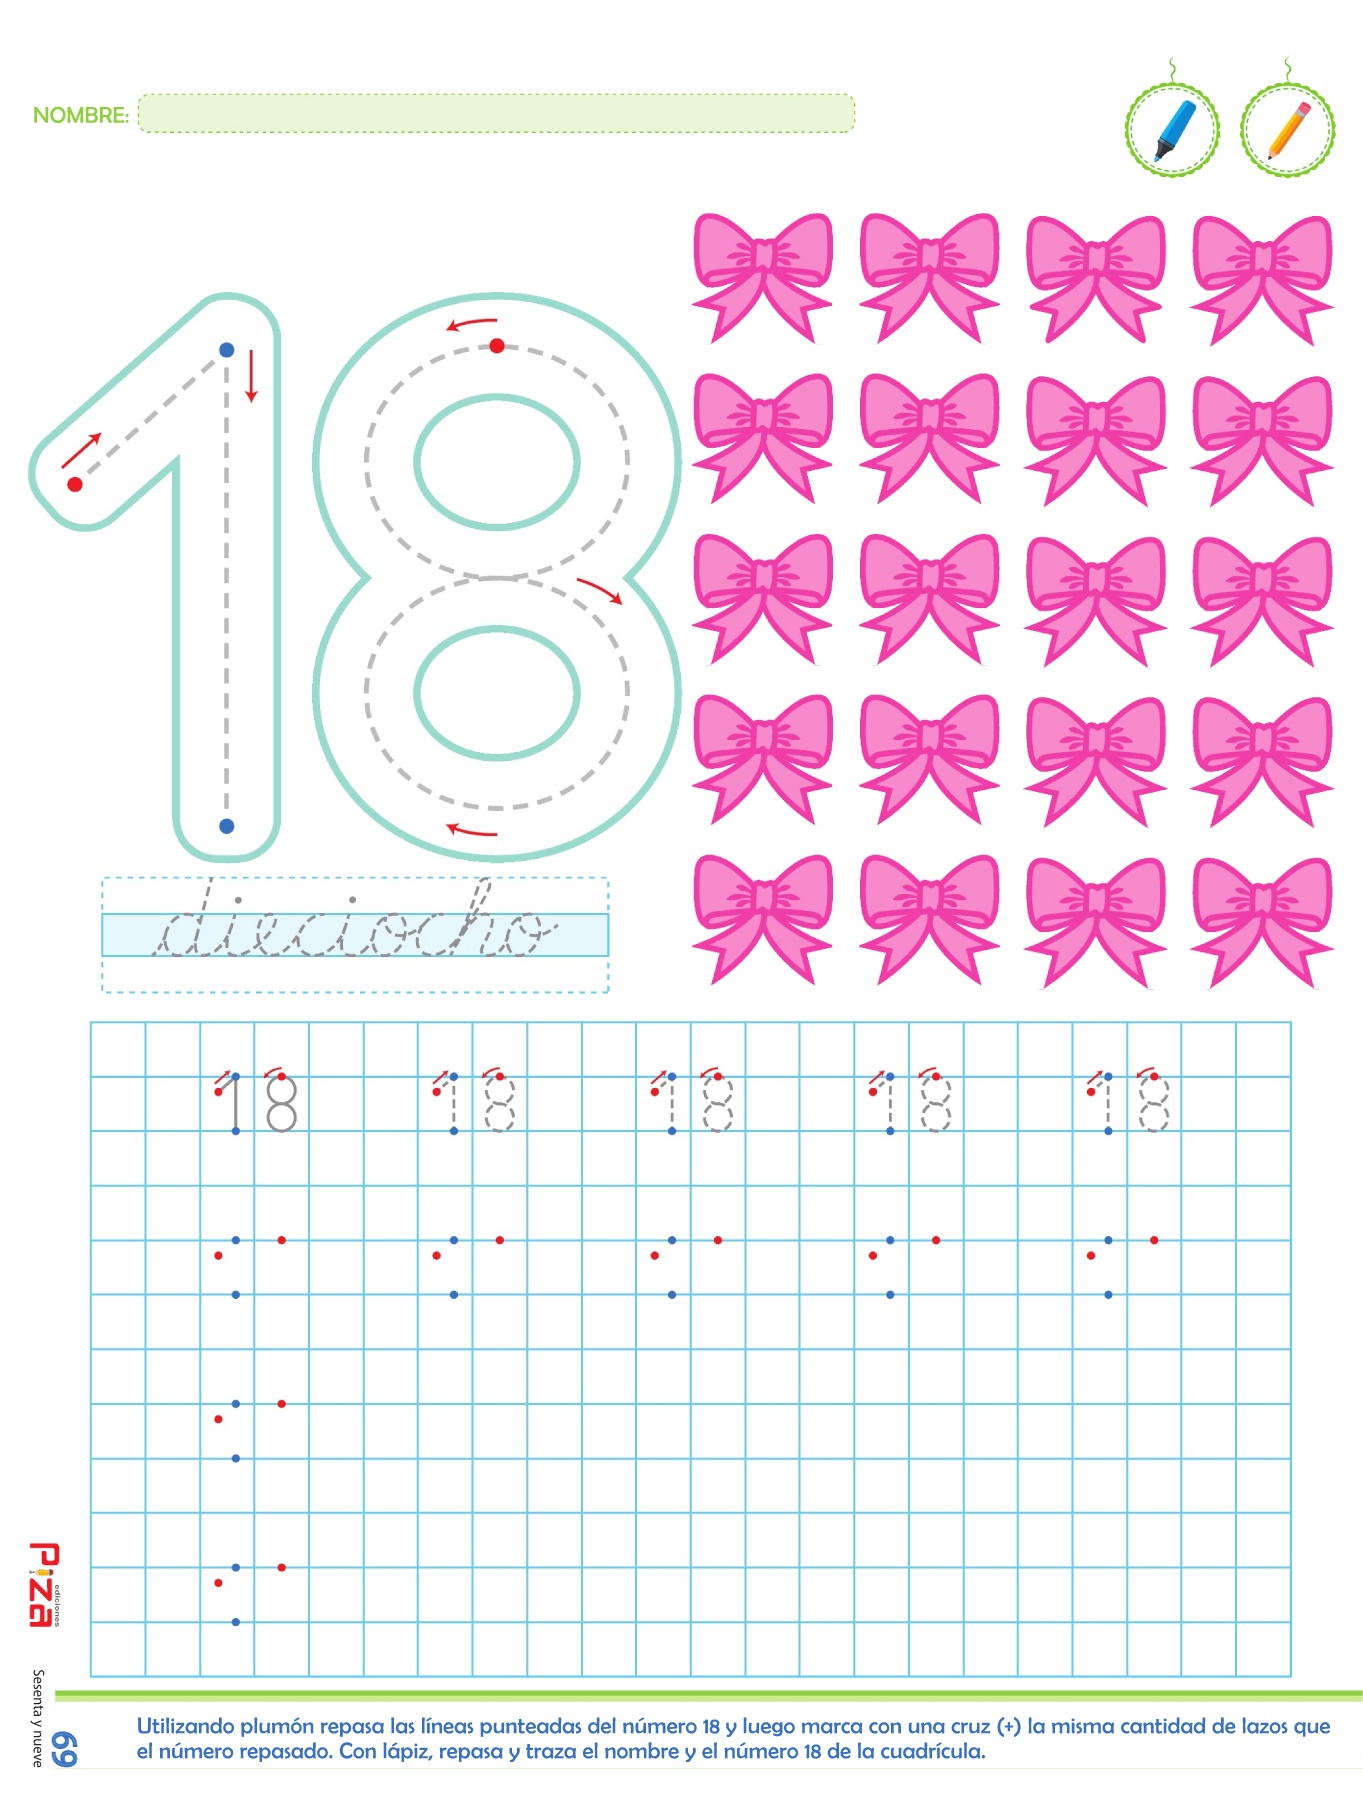 NOMBRE:
18
dieciocho
18 18 18 18 18
Piza
ediciones
Sesenta y nueve
69
Utilizando plumón repasa las líneas punteadas del número 18 y luego marca con una cruz (+) la misma cantidad de lazos que
el número repasado. Con lápiz, repasa y traza el nombre y el número 18 de la cuadrícula.